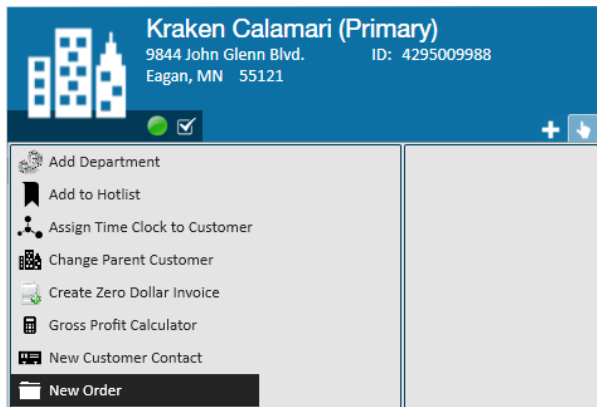 Kraken Calamari (Primary)
9844 John Glenn Blvd. ID: 4295009988
Eagan, MN 55121
Add Department
Add to Hotlist
Assign Time Clock to Customer
Change Parent Customer
Create Zero Dollar Invoice
Gross Profit Calculator
New Customer Contact
New Order